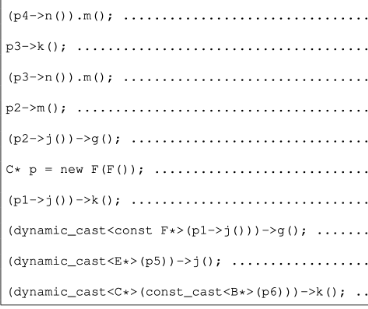 (p4->n()).m(); ................................
p3->k(); ......................................
(p3->n()).m(); ................................
p2->m(); ......................................
(p2->j())->g(); ...............................
C* p = new F(F()); ............................
(p1->j())->k(); ...............................
(dynamic_cast<const F*>(p1->j()))->g(); .......
(dynamic_cast<E*>(p5))->j(); ..................
(dynamic_cast<C*>(const_cast<B*>(p6)))->k(); ..